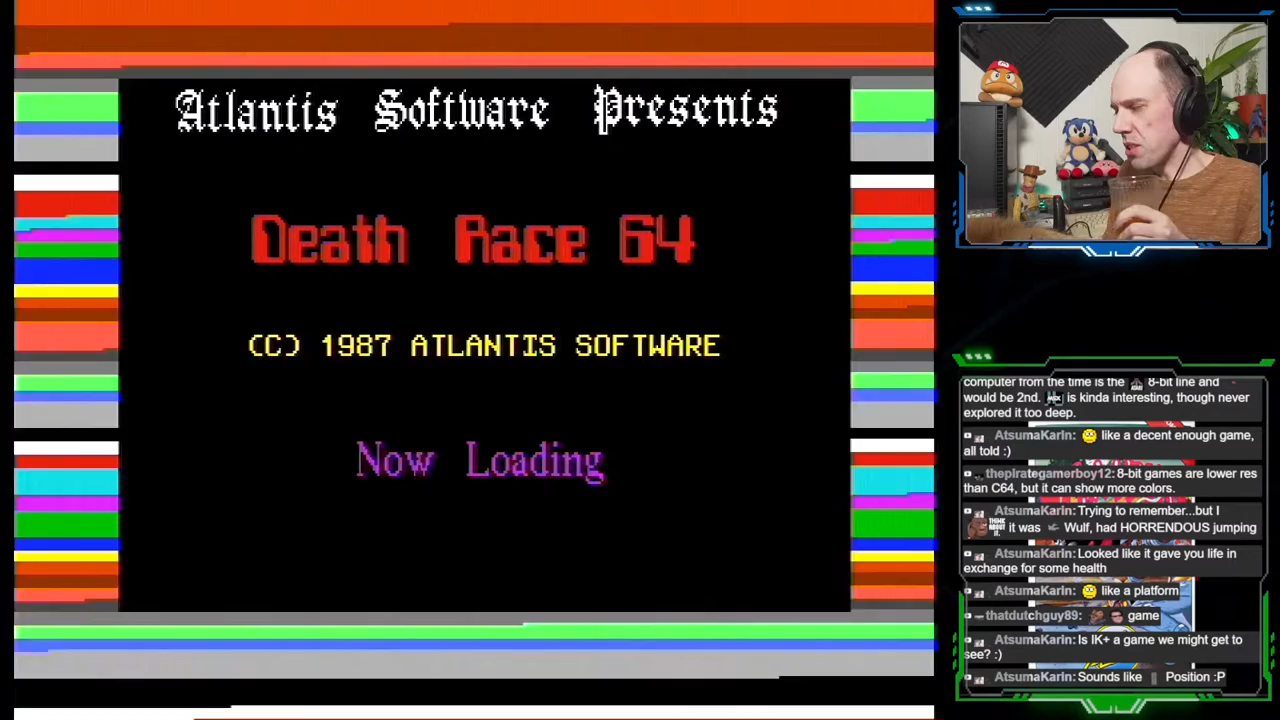 Atlantis Software Presents
Death Race 64
(C) 1987 ATLANTIS SOFTWARE
Now Loading
computer from the time is the 8-bit line and
would be 2nd. is kinda interesting, though never
explored it too deep.
AtsumaKarin: like a decent enough game,
all told :)
thepirategamerboy12: 8-bit games are lower res
than C64, but it can show more colors.
AtsumaKarin: Trying to remember...but I
it was Wulf, had HORRENDOUS jumping
AtsumaKarin: Looked like it gave you life in
exchange for some health
AtsumaKarin: like a platform
thatdutchguy89: game
AtsumaKarin: Is IK+ a game we might get to
see? :)
AtsumaKarin: Sounds like Position :P